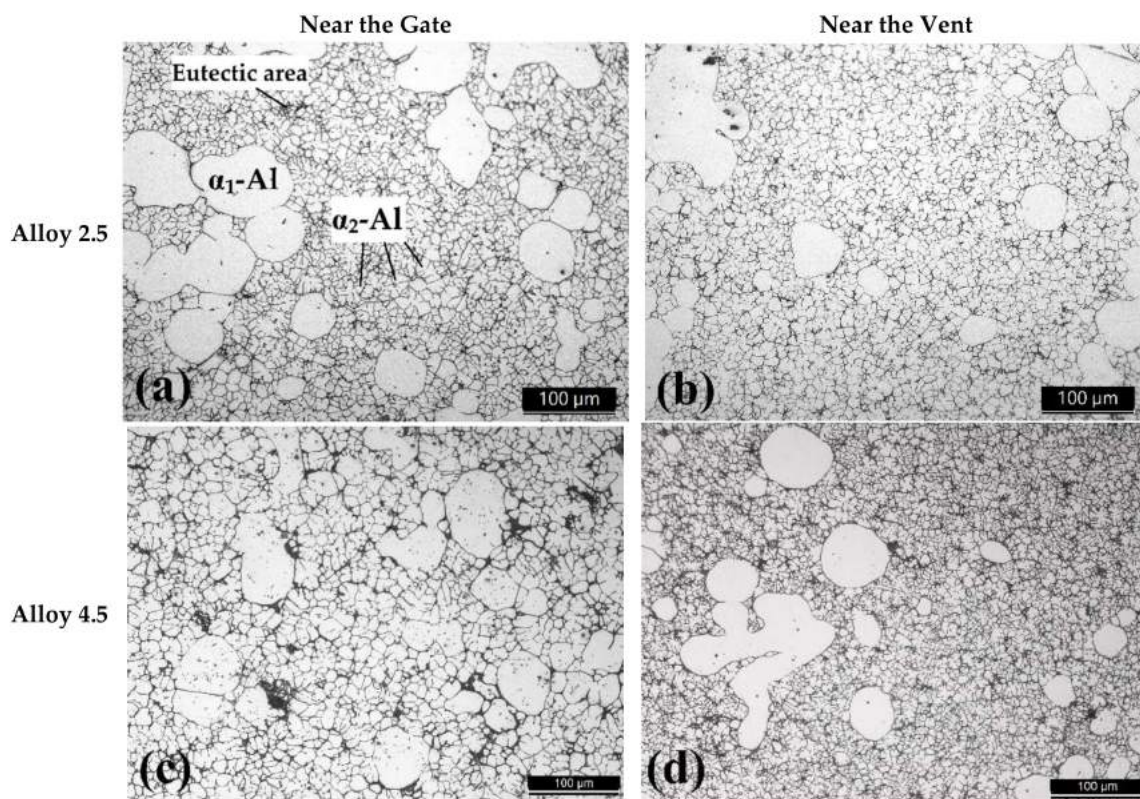 Near the Gate
Near the Vent
Eutectic area
α₁-Al
α₂-Al
Alloy 2.5
(a)
100 µm
(b)
100 µm
Alloy 4.5
(c)
100 µm
(d)
100 µm